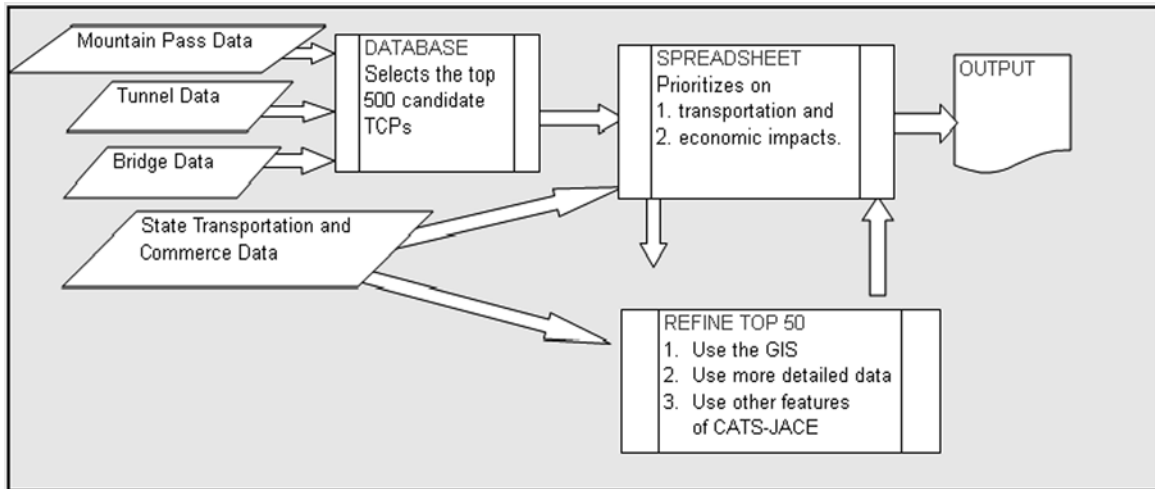 Mountain Pass Data
Tunnel Data
Bridge Data
State Transportation and
Commerce Data
DATABASE
Selects the top
500 candidate
TCPs
SPREADSHEET
Prioritizes on
1. transportation and
2. economic impacts.
OUTPUT
REFINE TOP 50
1. Use the GIS
2. Use more detailed data
3. Use other features
of CATS-JACE